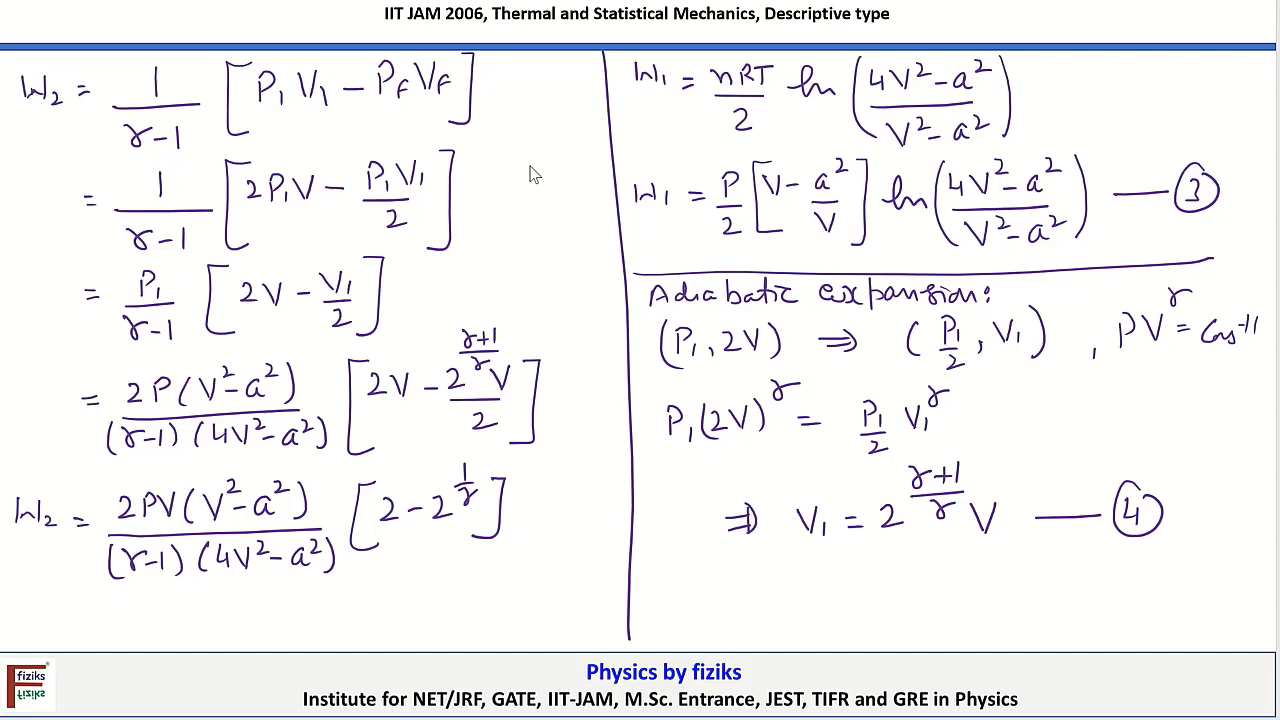 IIT JAM 2006, Thermal and Statistical Mechanics, Descriptive type
W₂ = 1/(γ-1) [P₁V₁ - P_f V_f]
= 1/(γ-1) [2P₁V - P₁V₁/2]
= P₁/(γ-1) [2V - V₁/2]
= 2P(V²-a²)/((γ-1)(4V²-a²)) [2V - 2^((γ+1)/γ) V/2]
W₂ = 2PV(V²-a²)/((γ-1)(4V²-a²)) [2 - 2^(1/γ)]
W₁ = nRT/2 ln((4V²-a²)/(V²-a²))
W₁ = P/2 [V - a²/V] ln((4V²-a²)/(V²-a²)) — ③
Adiabatic expansion:
(P₁, 2V) ⇒ (P₁/2, V₁), PV^γ = Const
P₁(2V)^γ = P₁/2 V₁^γ
⇒ V₁ = 2^((γ+1)/γ) V — ④
fiziks
Physics by fiziks
Institute for NET/JRF, GATE, IIT-JAM, M.Sc. Entrance, JEST, TIFR and GRE in Physics